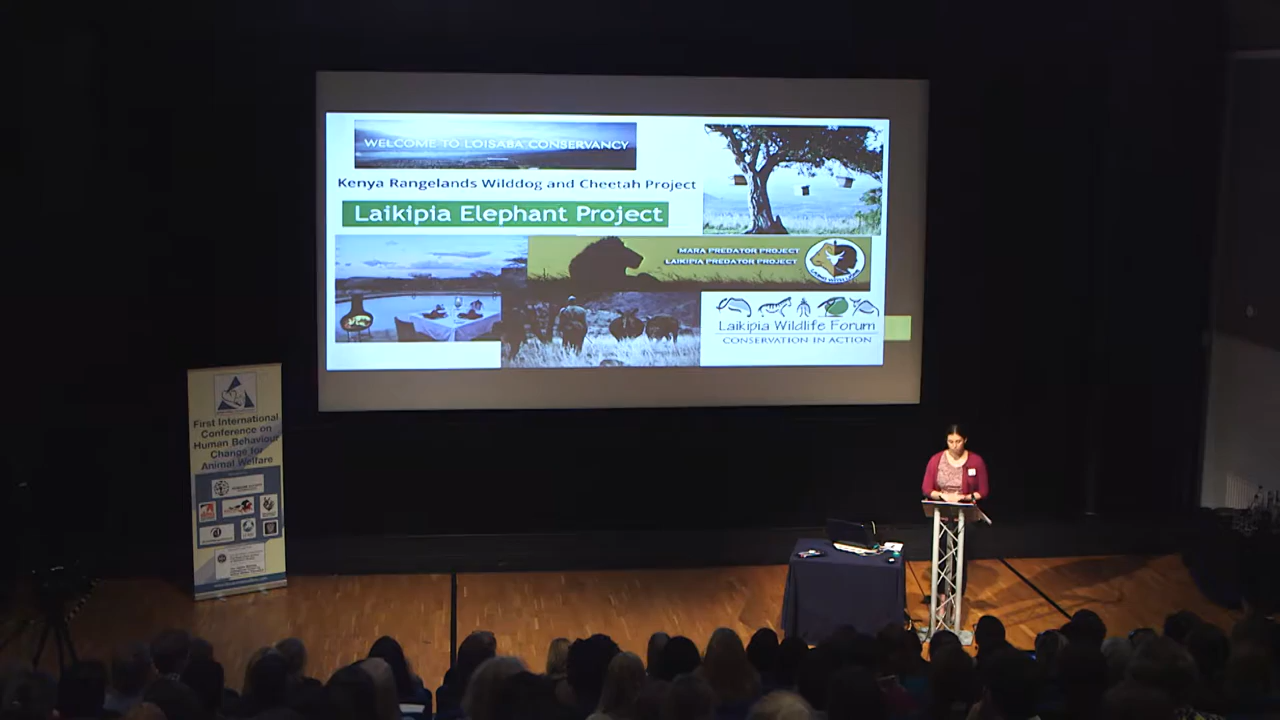 WELCOME TO LOISABA CONSERVANCY
Kenya Rangelands Wilddog and Cheetah Project
Laikipia Elephant Project
MARA PREDATOR PROJECT
LAIKIPIA PREDATOR PROJECT
Laikipia Wildlife Forum
CONSERVATION IN ACTION
First International
Conference on
Human Behaviour
Change for
Animal Welfare